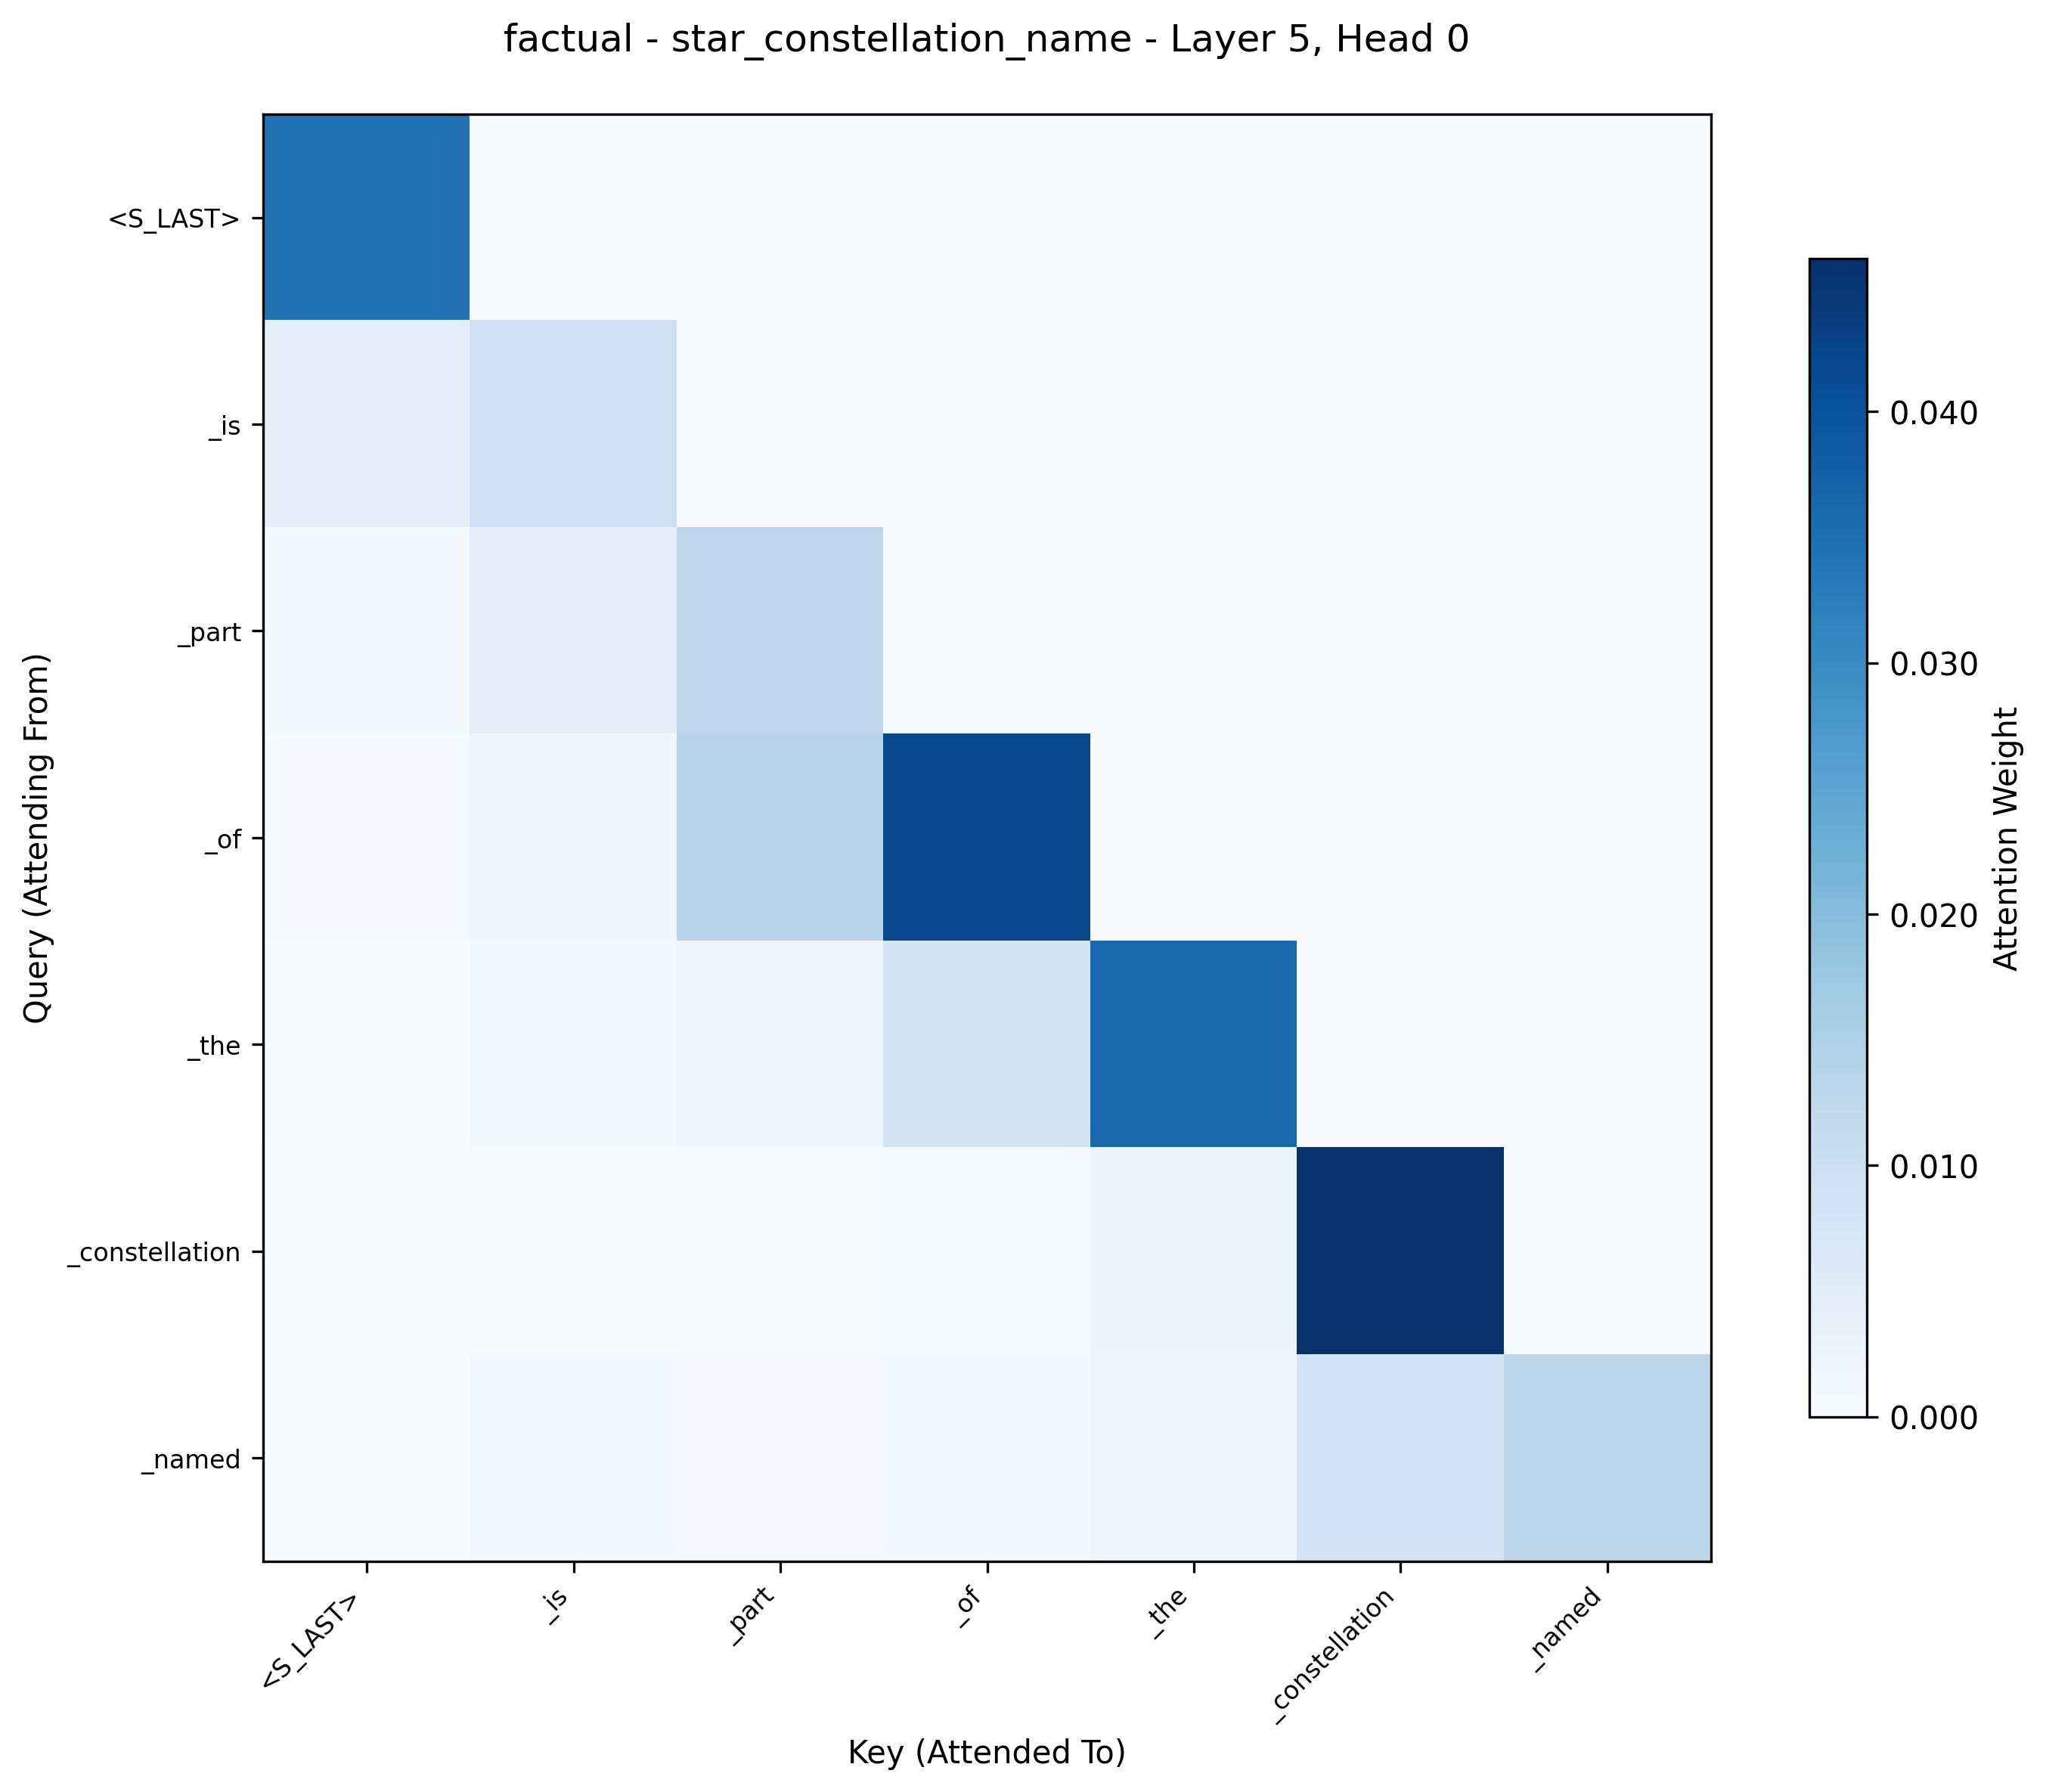 factual - star_constellation_name - Layer 5, Head 0
Query (Attending From)
<S_LAST>
_is
_part
_of
_the
_constellation
_named
<S_LAST>
_is
_part
_of
_the
_constellation
_named
Key (Attended To)
0.040
0.030
0.020
0.010
0.000
Attention Weight